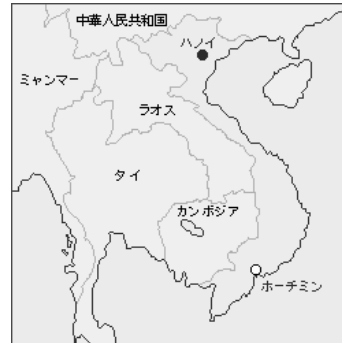 中華人民共和国
ハノイ
ミャンマー
ラオス
タイ
カンボジア
ホーチミン